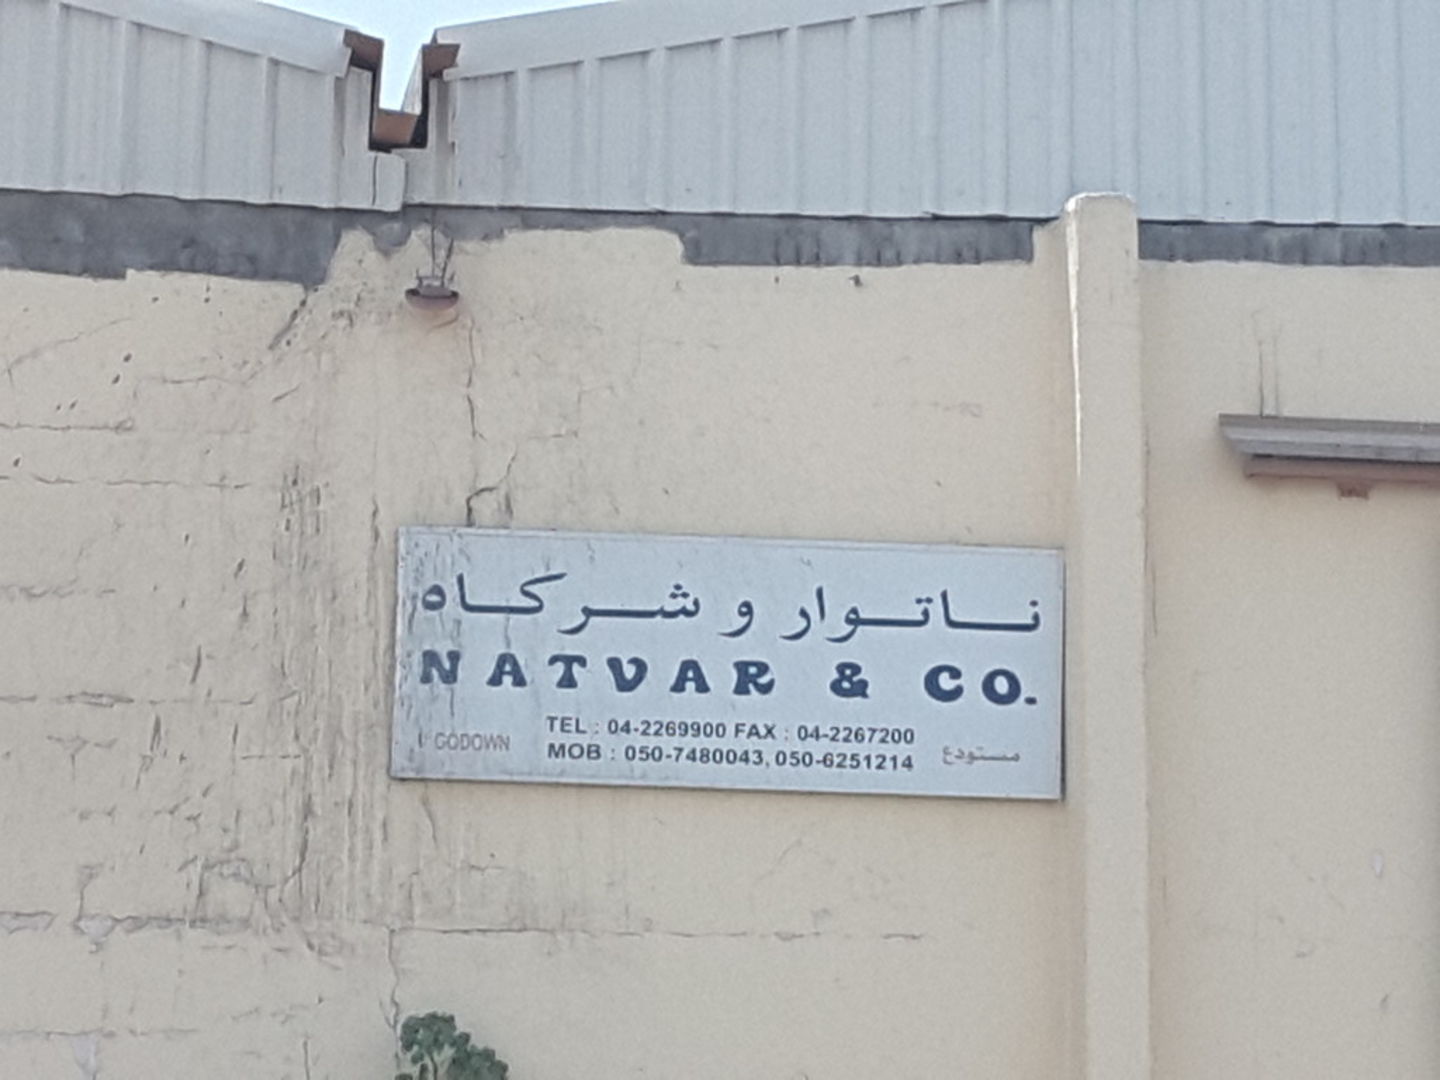 ناتوار و شركاه
NATVAR & CO.
TEL : 04-2269900 FAX : 04-2267200
MOB : 050-7480043, 050-6251214
GODOWN
مستودع